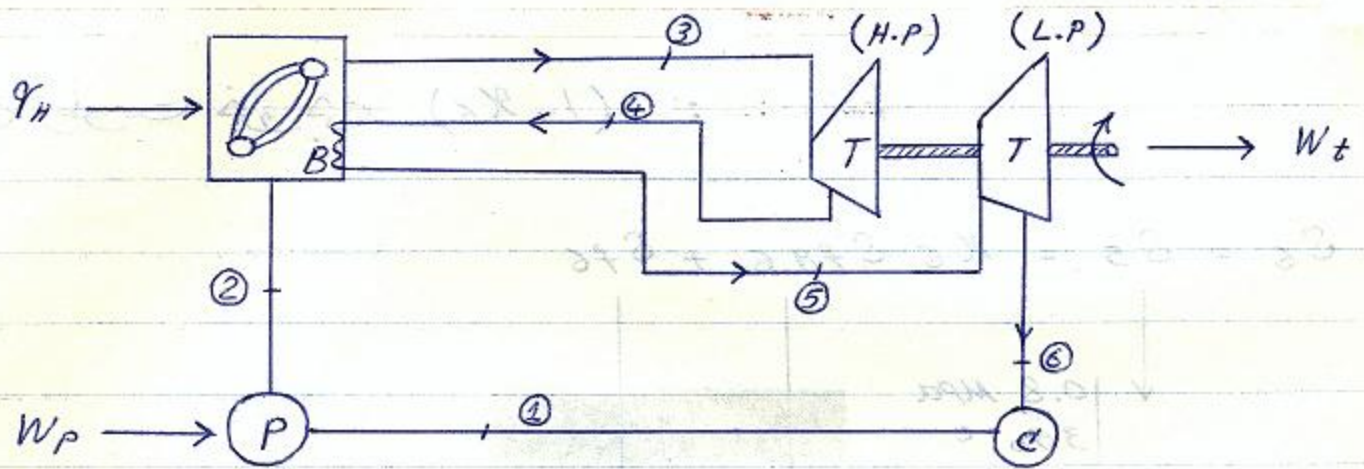 ③ (H.P) (L.P)
q_H ④
B T T W_t
② ⑤
⑥
W_P P ① C